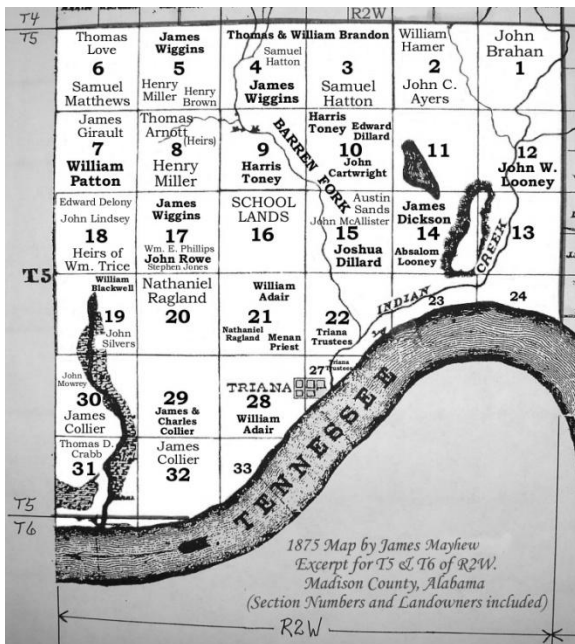 T4
R2W
T5
Thomas
Love
6
Samuel
Matthews
James
Wiggins
5
Henry
Miller
Henry
Brown
Thomas & William Brandon
Samuel
Hatton
4
James
Wiggins
3
Samuel
Hatton
William
Hamer
2
John C.
Ayers
John
Brahan
1
James
Girault
7
William
Patton
Thomas
Arnott
(Heirs)
8
Henry
Miller
9
Harris
Toney
BARREN FORK
Harris
Toney
Edward
Dillard
10
John
Cartwright
11
12
John W.
Looney
Edward Delony
John Lindsey
18
Heirs of
Wm. Trice
James
Wiggins
17
Wm. E. Phillips
John Rowe
Stephen Jones
SCHOOL
LANDS
16
Austin
Sands
John McAllister
15
Joshua
Dillard
James
Dickson
14
Absalom
Looney
13
INDIAN CREEK
T5
William
Blackwell
19
John
Silvers
Nathaniel
Ragland
20
William
Adair
21
Nathaniel
Ragland
Menan
Priest
22
Triana
Trustees
23
24
John
Mowrey
30
James
Collier
29
James &
Charles
Collier
TRIANA
28
William
Adair
27
Triana
Trustees
Thomas D.
Crabb
31
James
Collier
32
33
TENNESSEE
T5
T6
1875 Map by James Mayhew
Excerpt for T5 & T6 of R2W.
Madison County, Alabama
(Section Numbers and Landowners included)
R2W